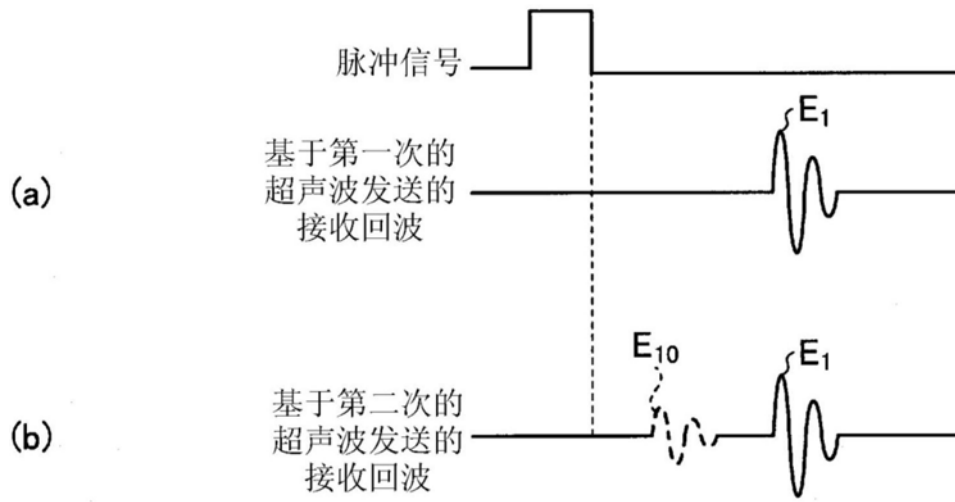 脉冲信号
E1
(a)
基于第一次的
超声波发送的
接收回波
E10
E1
(b)
基于第二次的
超声波发送的
接收回波